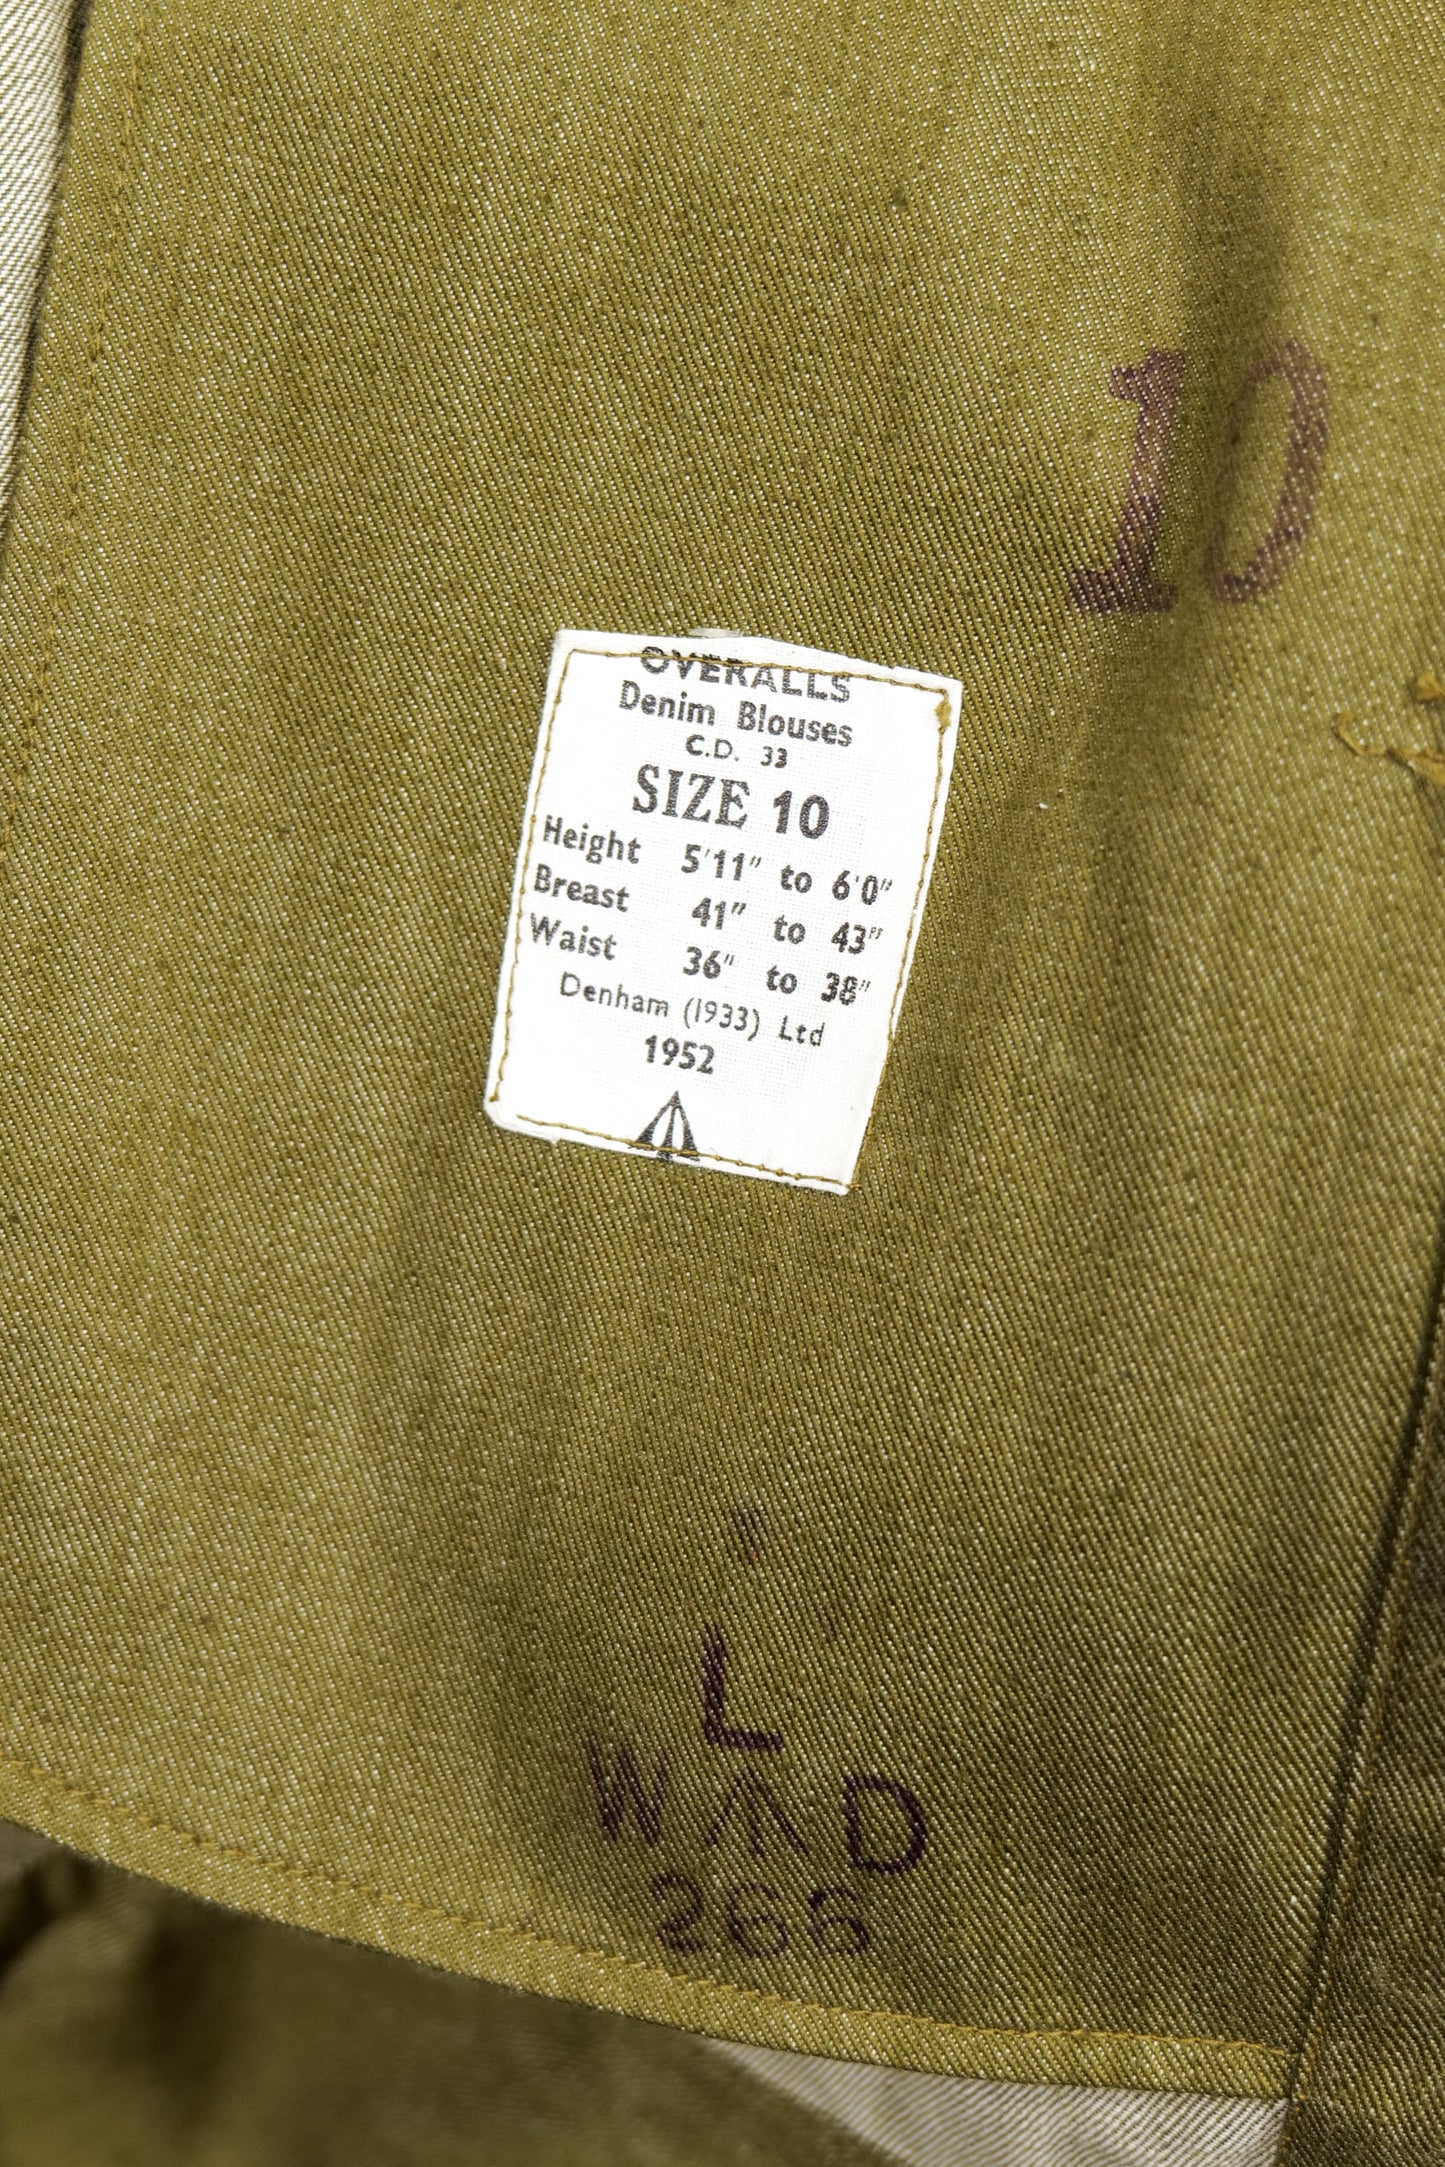 10
OVERALLS
Denim Blouses
C.D. 33
SIZE 10
Height 5'11" to 6'0"
Breast 41" to 43"
Waist 36" to 38"
Denham (1933) Ltd
1952
L
W D
266